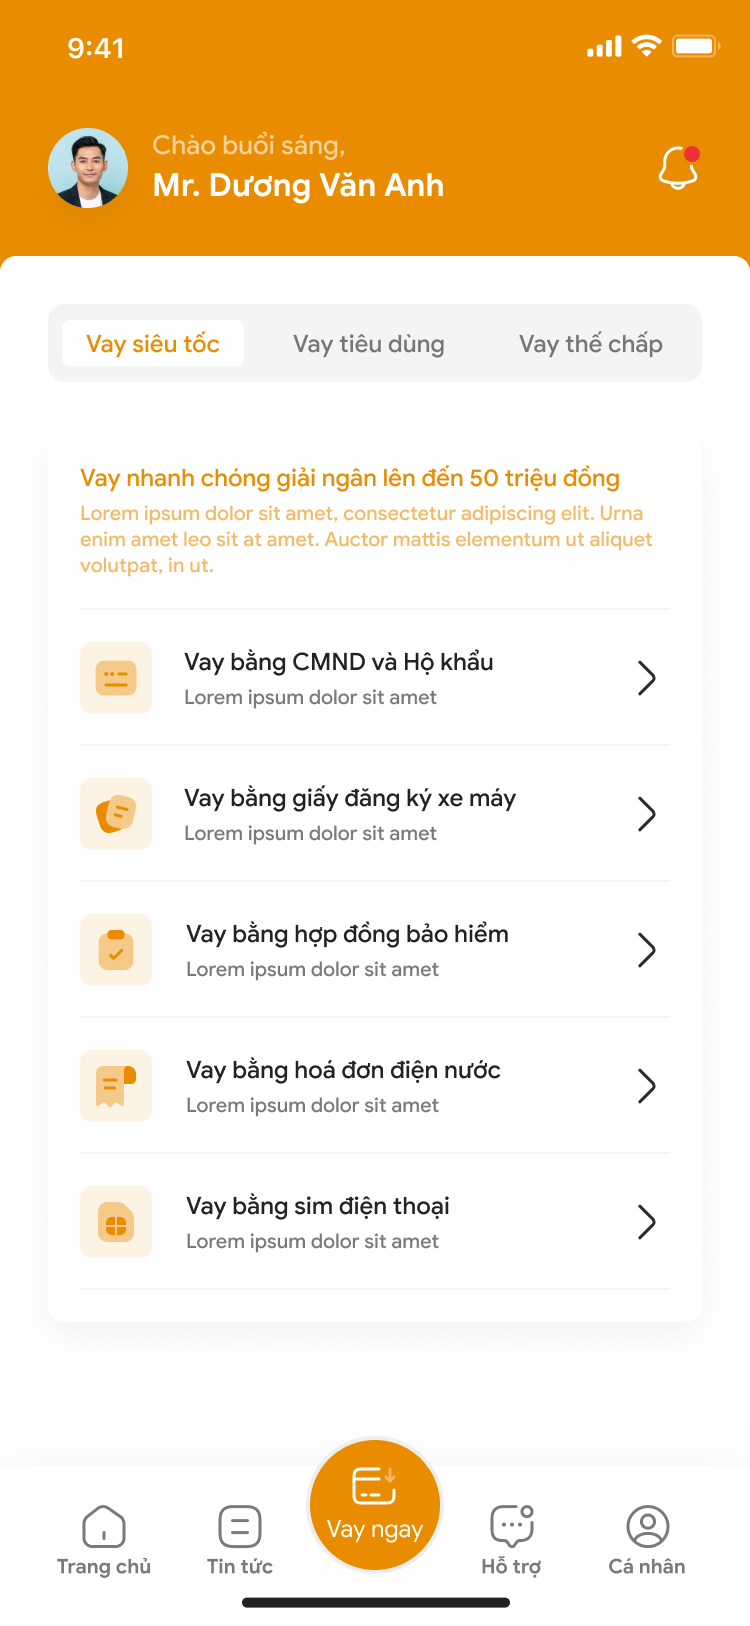 9:41
Chào buổi sáng,
Mr. Dương Văn Anh
Vay siêu tốc
Vay tiêu dùng
Vay thế chấp
Vay nhanh chóng giải ngân lên đến 50 triệu đồng
Lorem ipsum dolor sit amet, consectetur adipiscing elit. Urna
enim amet leo sit at amet. Auctor mattis elementum ut aliquet
volutpat, in ut.
Vay bằng CMND và Hộ khẩu
Lorem ipsum dolor sit amet
Vay bằng giấy đăng ký xe máy
Lorem ipsum dolor sit amet
Vay bằng hợp đồng bảo hiểm
Lorem ipsum dolor sit amet
Vay bằng hoá đơn điện nước
Lorem ipsum dolor sit amet
Vay bằng sim điện thoại
Lorem ipsum dolor sit amet
Trang chủ
Tin tức
Vay ngay
Hỗ trợ
Cá nhân